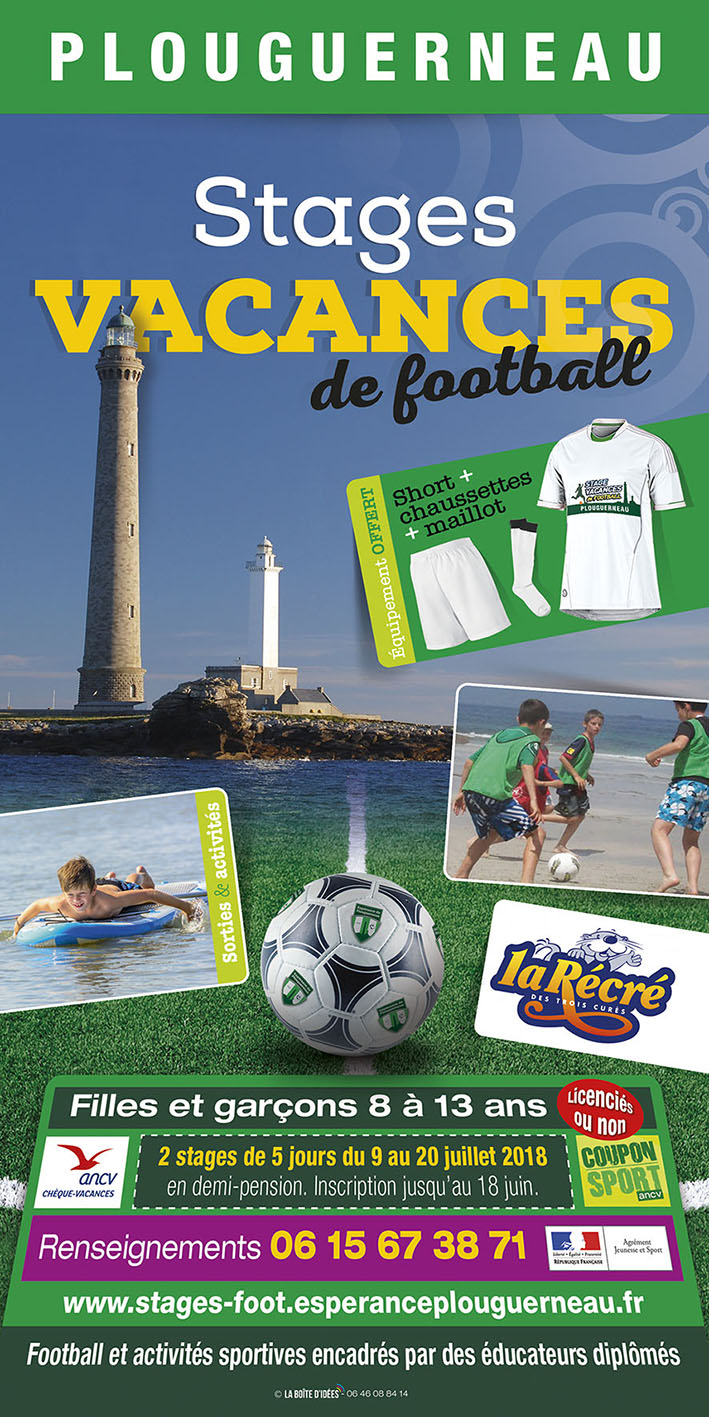 PLOUGUERNEAU
Stages
VACANCES
de football
Équipement OFFERT
Short +
chaussettes
+ maillot
STAGE
VACANCES
de FOOTBALL
PLOUGUERNEAU
Sorties & activités
la Récré
DES TROIS CURÉS
Filles et garçons 8 à 13 ans
Licenciés
ou non
ancv
CHÈQUE-VACANCES
2 stages de 5 jours du 9 au 20 juillet 2018
en demi-pension. Inscription jusqu'au 18 juin.
COUPON
SPORT
ancv
Renseignements 06 15 67 38 71
Liberté • Égalité • Fraternité
RÉPUBLIQUE FRANÇAISE
Agrément
Jeunesse et Sport
www.stages-foot.esperanceplouguerneau.fr
Football et activités sportives encadrés par des éducateurs diplômés
© LA BOÎTE D'IDÉES - 06 46 08 84 14